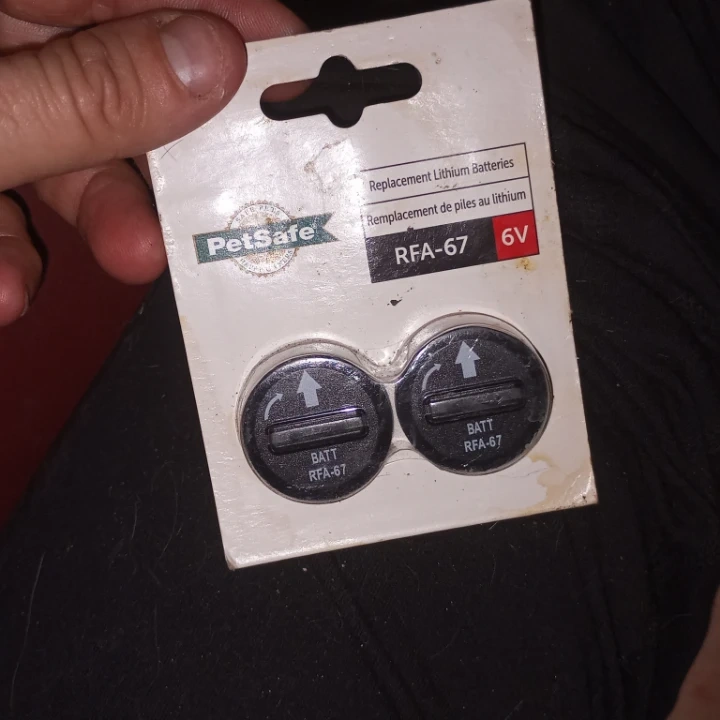 Replacement Lithium Batteries
Remplacement de piles au lithium
PetSafe
RFA-67
6V
BATT
RFA-67
BATT
RFA-67